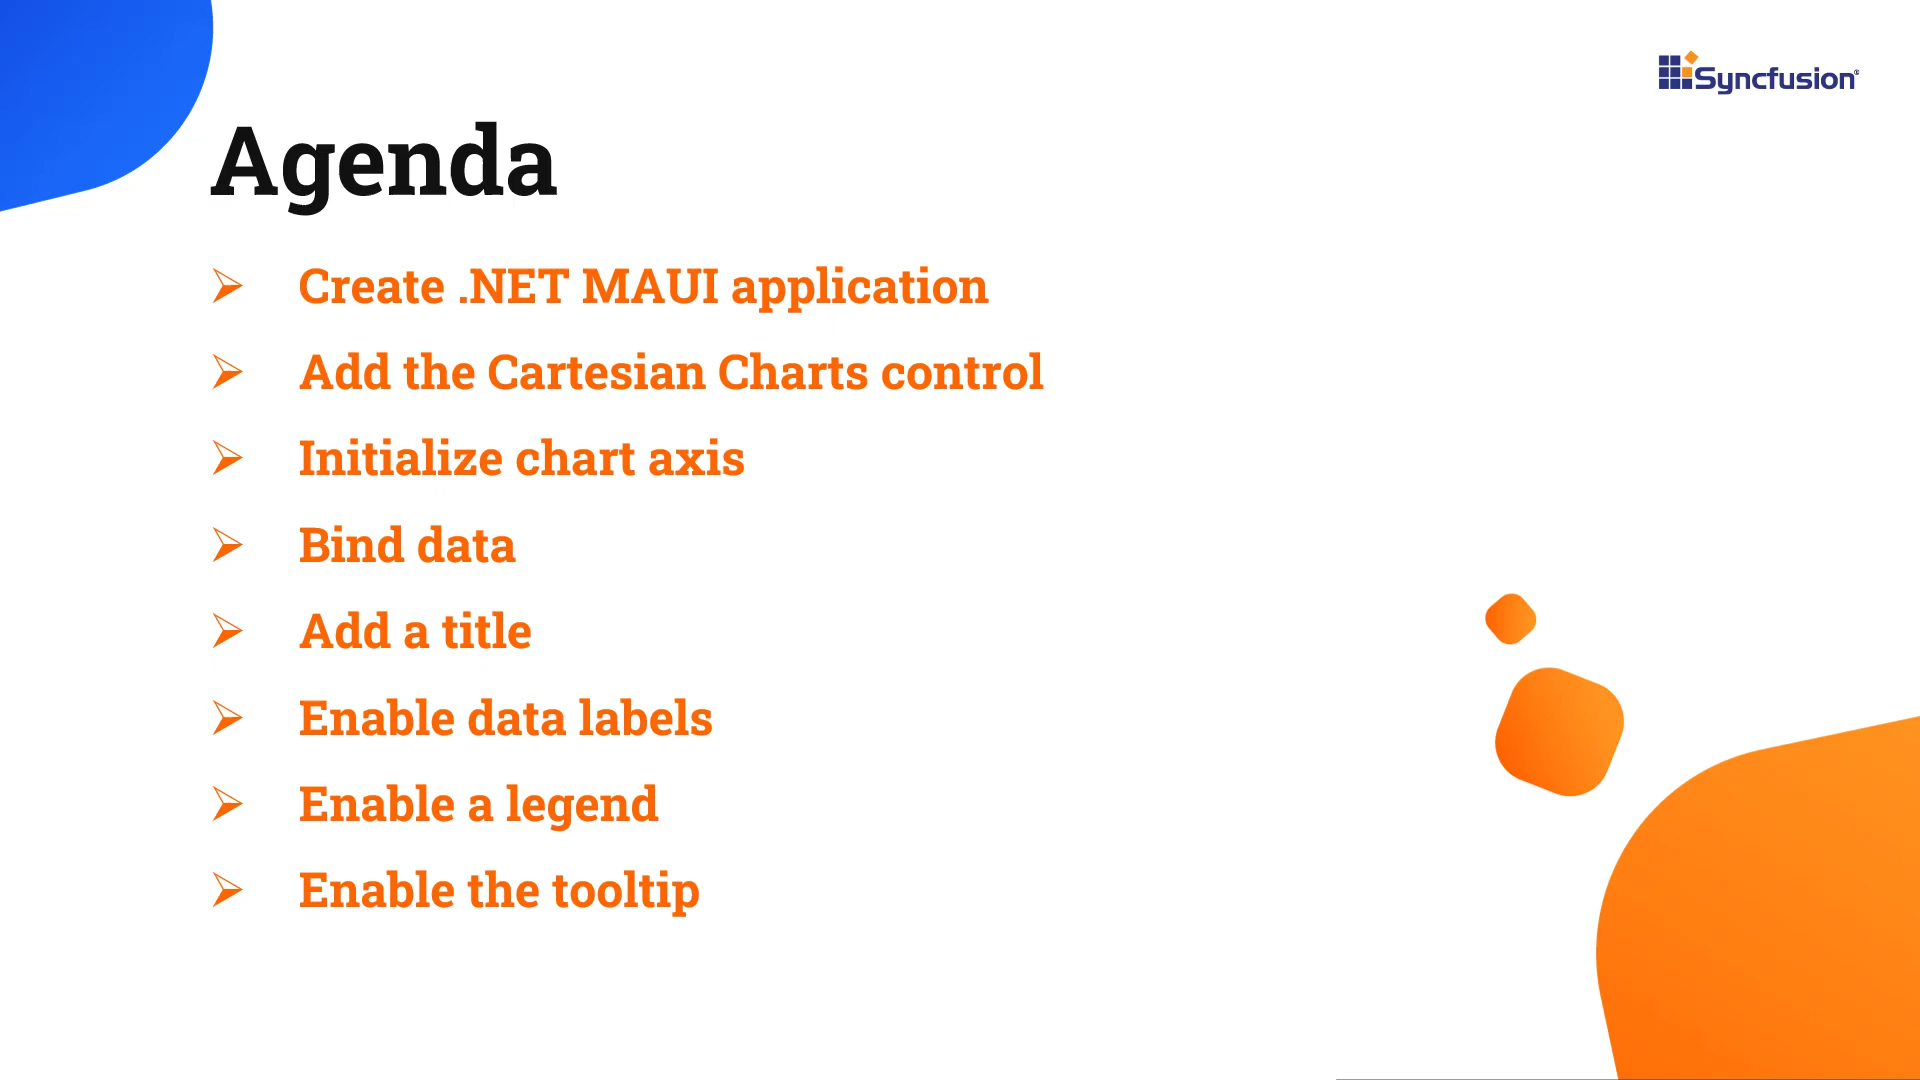 Syncfusion®
Agenda
➢ Create .NET MAUI application
➢ Add the Cartesian Charts control
➢ Initialize chart axis
➢ Bind data
➢ Add a title
➢ Enable data labels
➢ Enable a legend
➢ Enable the tooltip